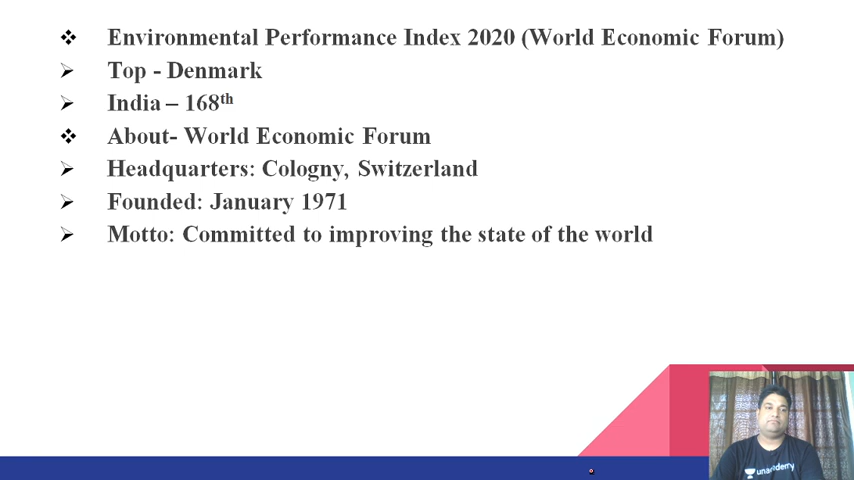 Environmental Performance Index 2020 (World Economic Forum)
Top - Denmark
India – 168th
About- World Economic Forum
Headquarters: Cologny, Switzerland
Founded: January 1971
Motto: Committed to improving the state of the world
unacademy